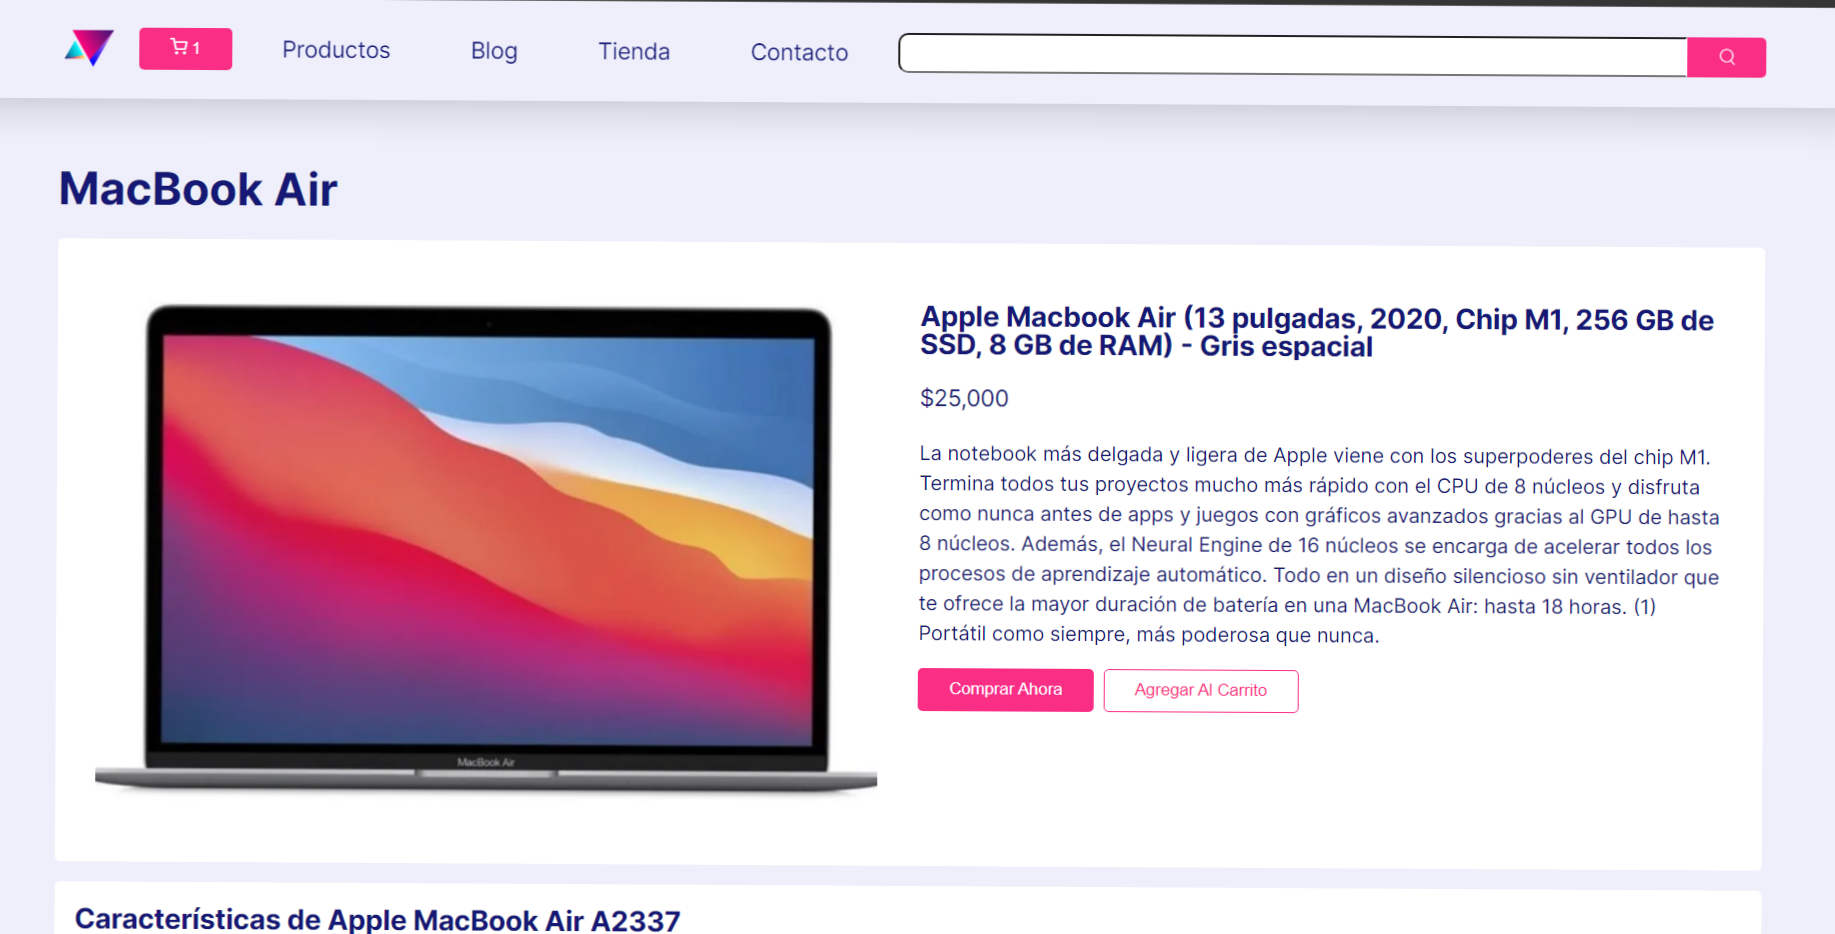 1
Productos
Blog
Tienda
Contacto
MacBook Air
MacBook Air
Apple Macbook Air (13 pulgadas, 2020, Chip M1, 256 GB de
SSD, 8 GB de RAM) - Gris espacial
$25,000
La notebook más delgada y ligera de Apple viene con los superpoderes del chip M1.
Termina todos tus proyectos mucho más rápido con el CPU de 8 núcleos y disfruta
como nunca antes de apps y juegos con gráficos avanzados gracias al GPU de hasta
8 núcleos. Además, el Neural Engine de 16 núcleos se encarga de acelerar todos los
procesos de aprendizaje automático. Todo en un diseño silencioso sin ventilador que
te ofrece la mayor duración de batería en una MacBook Air: hasta 18 horas. (1)
Portátil como siempre, más poderosa que nunca.
Comprar Ahora
Agregar Al Carrito
Características de Apple MacBook Air A2337